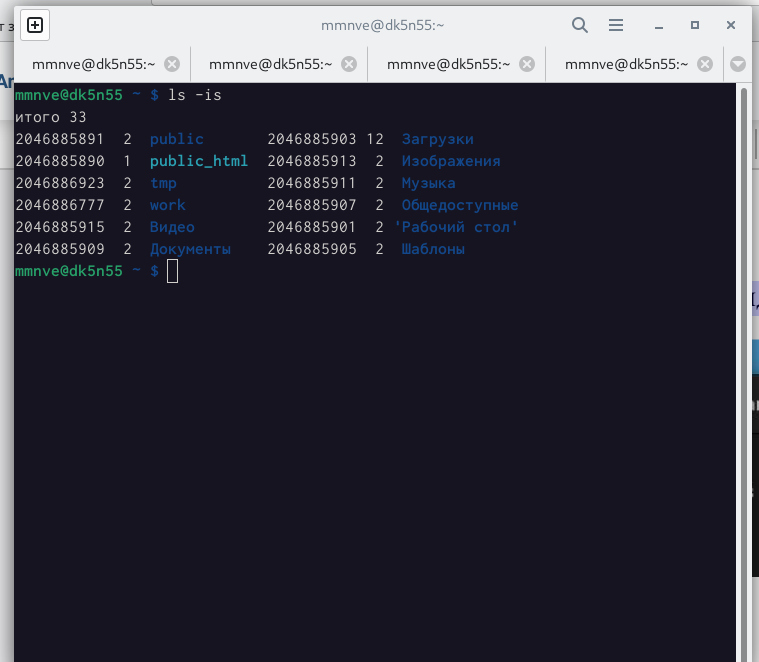 mmnve@dk5n55:~
mmnve@dk5n55:~ mmnve@dk5n55:~ mmnve@dk5n55:~ mmnve@dk5n55:~
mmnve@dk5n55 ~ $ ls -is
итого 33
2046885891 2 public 2046885903 12 Загрузки
2046885890 1 public_html 2046885913 2 Изображения
2046886923 2 tmp 2046885911 2 Музыка
2046886777 2 work 2046885907 2 Общедоступные
2046885915 2 Видео 2046885901 2 'Рабочий стол'
2046885909 2 Документы 2046885905 2 Шаблоны
mmnve@dk5n55 ~ $